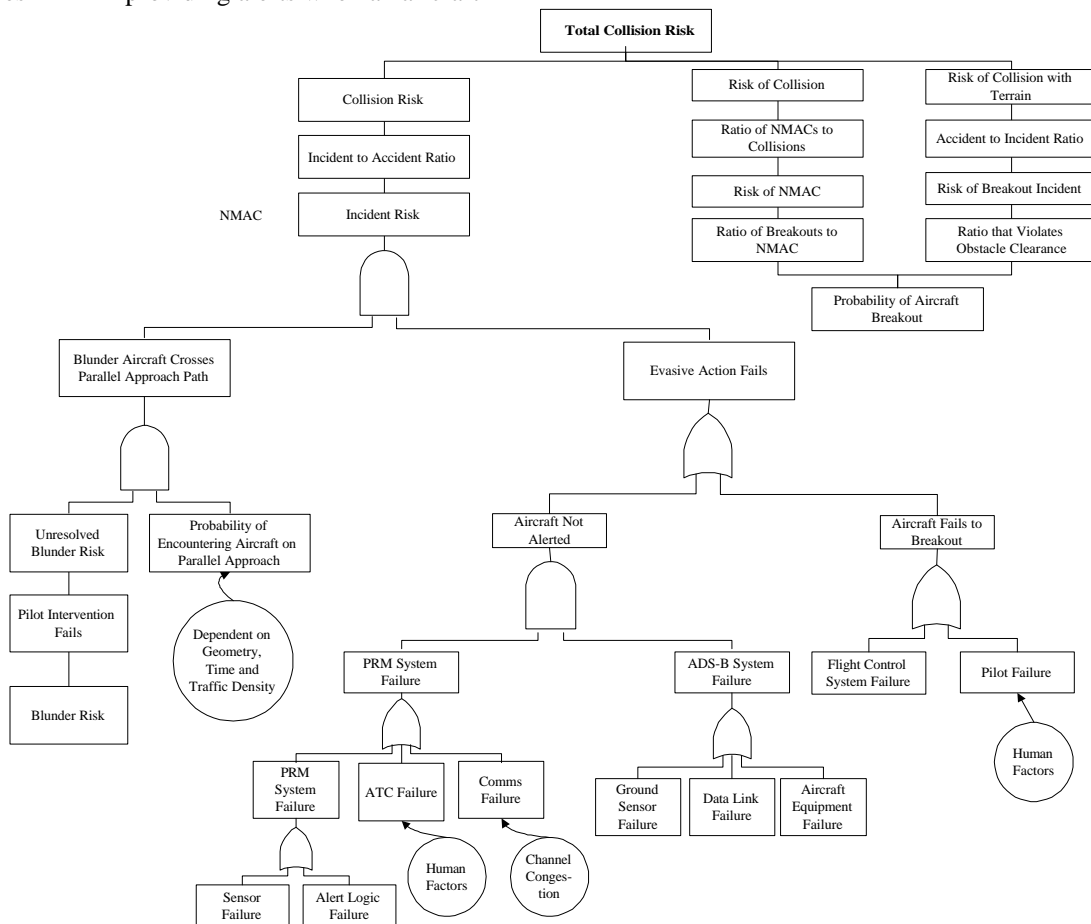 providing alerts when an aircraft
Total Collision Risk
Collision Risk
Incident to Accident Ratio
NMAC
Incident Risk
Risk of Collision
Ratio of NMACs to
Collisions
Risk of NMAC
Ratio of Breakouts to
NMAC
Risk of Collision with
Terrain
Accident to Incident Ratio
Risk of Breakout Incident
Ratio that Violates
Obstacle Clearance
Probability of Aircraft
Breakout
Blunder Aircraft Crosses
Parallel Approach Path
Evasive Action Fails
Unresolved
Blunder Risk
Probability of
Encountering Aircraft on
Parallel Approach
Pilot Intervention
Fails
Blunder Risk
Dependent on
Geometry,
Time and
Traffic Density
Aircraft Not
Alerted
Aircraft Fails to
Breakout
PRM System
Failure
ADS-B System
Failure
Flight Control
System Failure
Pilot Failure
Human
Factors
PRM
System
Failure
ATC Failure
Comms
Failure
Ground
Sensor
Failure
Data Link
Failure
Aircraft
Equipment
Failure
Human
Factors
Channel
Conges-
tion
Sensor
Failure
Alert Logic
Failure